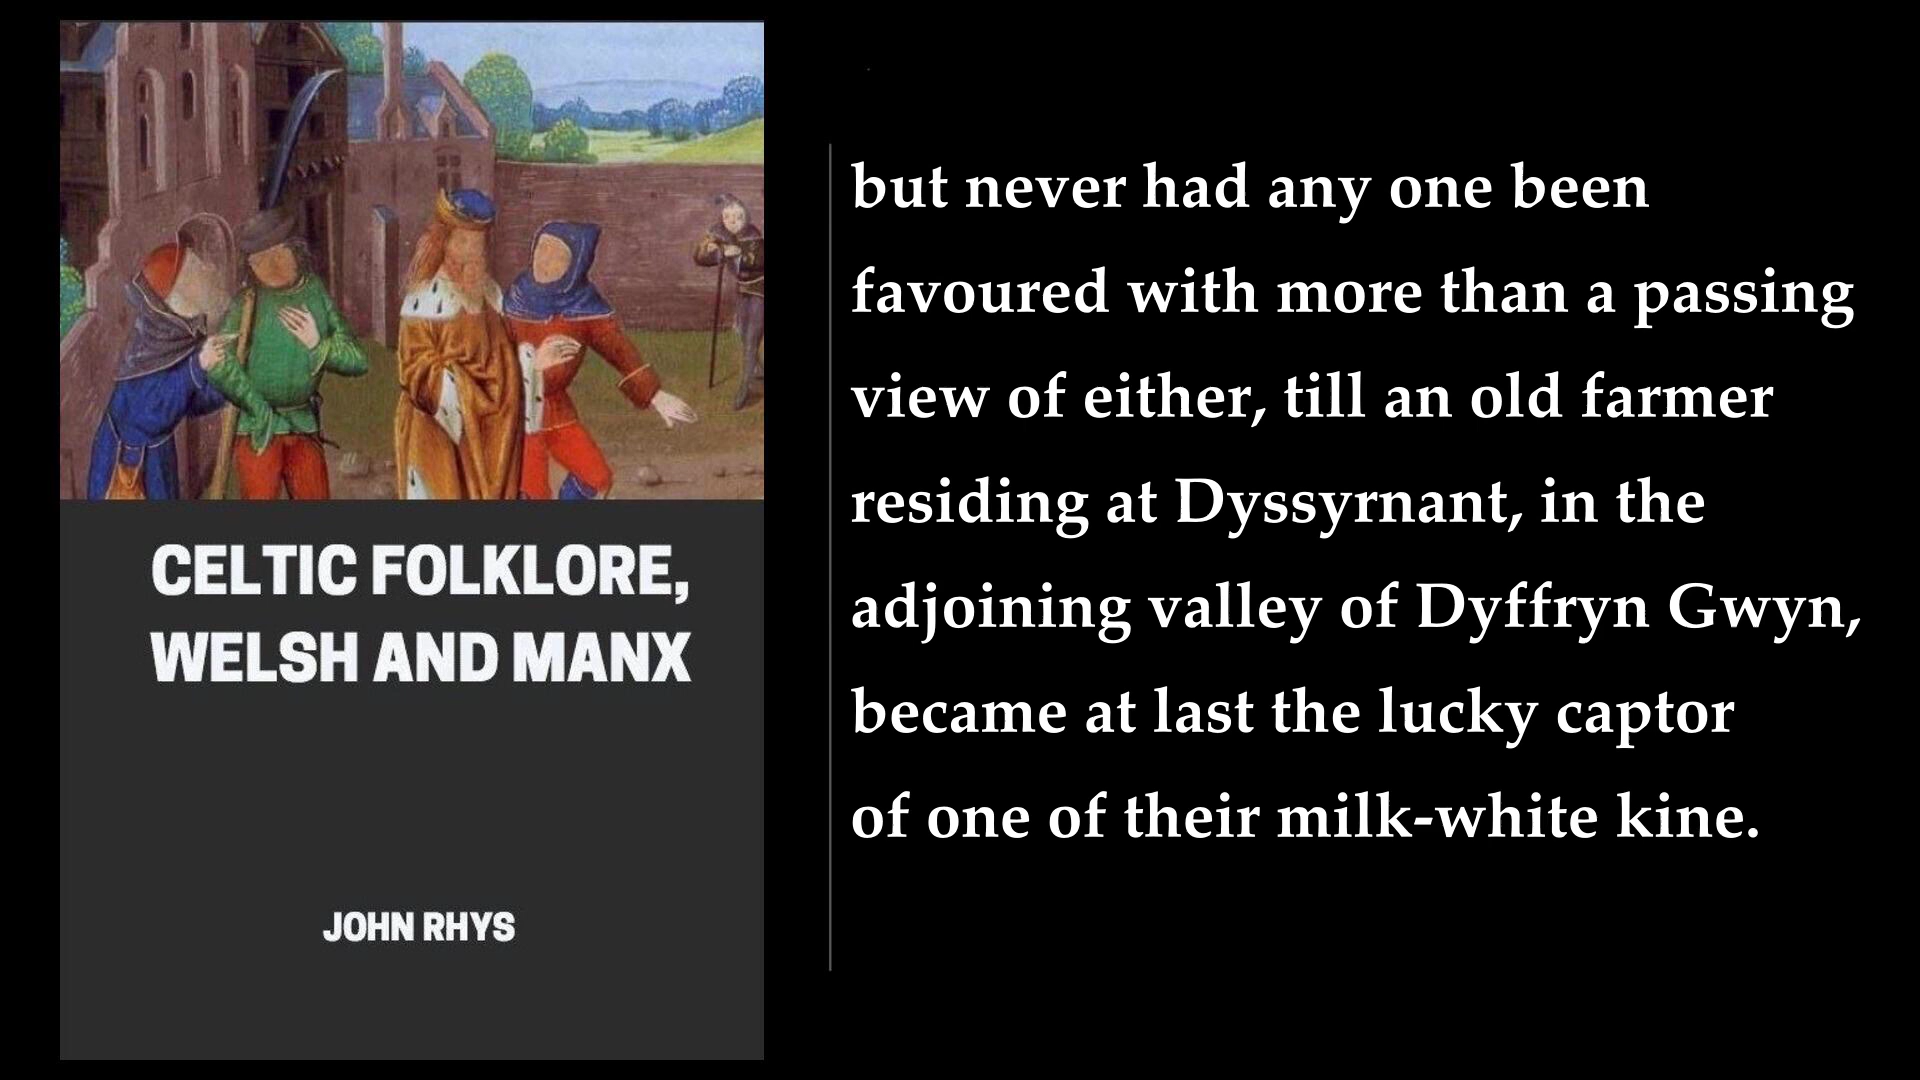 CELTIC FOLKLORE,
WELSH AND MANX
JOHN RHYS
but never had any one been
favoured with more than a passing
view of either, till an old farmer
residing at Dyssyrnant, in the
adjoining valley of Dyffryn Gwyn,
became at last the lucky captor
of one of their milk-white kine.